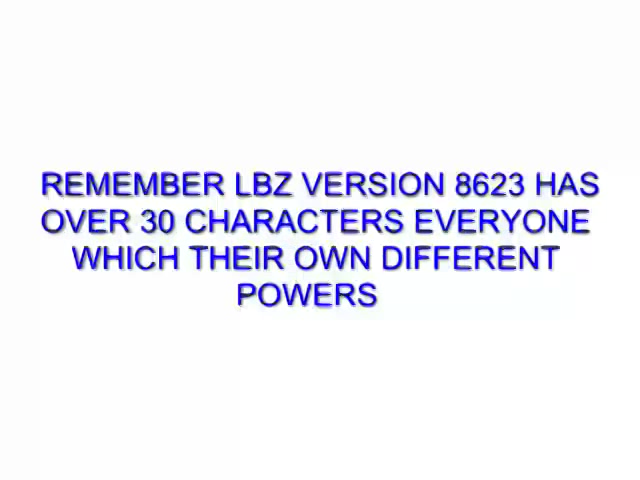 REMEMBER LBZ VERSION 8623 HAS
OVER 30 CHARACTERS EVERYONE
WHICH THEIR OWN DIFFERENT
POWERS